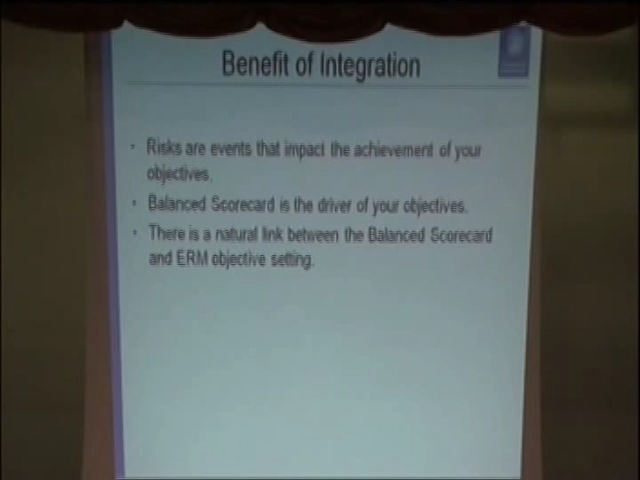 Benefit of Integration
• Risks are events that impact the achievement of your
objectives.
• Balanced Scorecard is the driver of your objectives.
• There is a natural link between the Balanced Scorecard
and ERM objective setting.